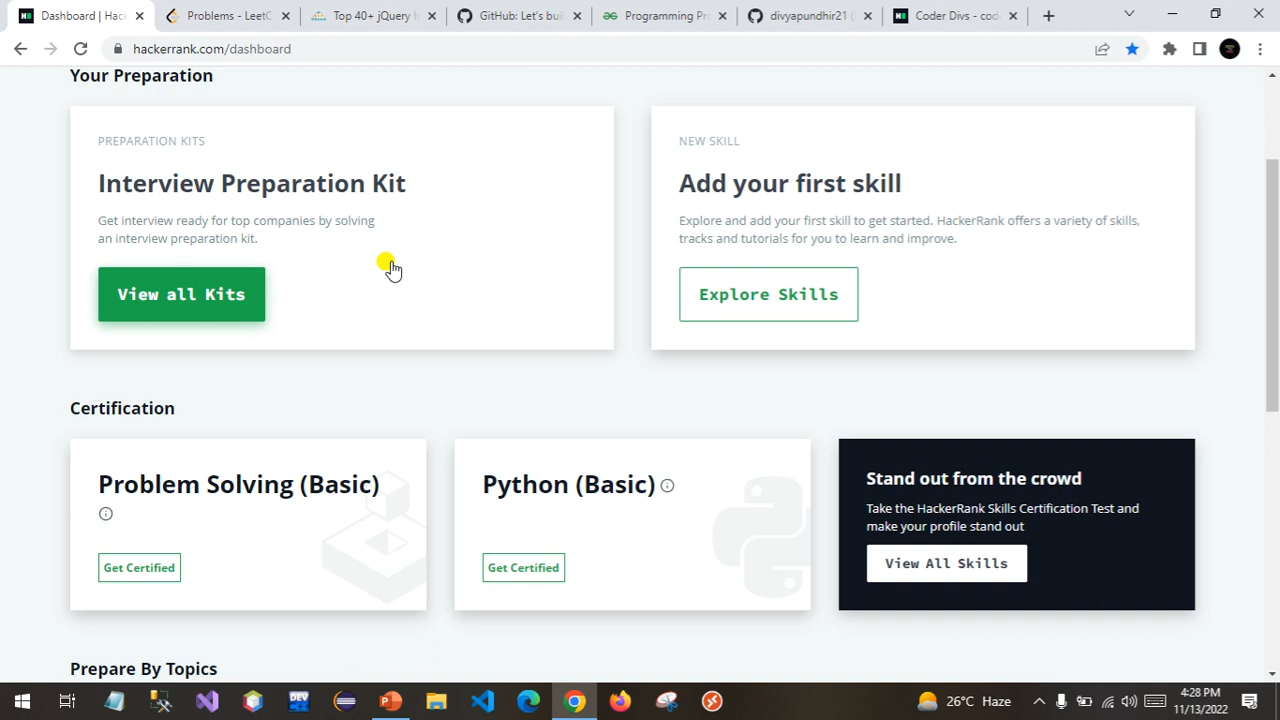 Dashboard | Hack
Problems - LeetC
Top 40+ jQuery In
GitHub: Let's buil
Programming Pro
divyapundhir21 (
Coder Divs - code
hackerrank.com/dashboard
Your Preparation
PREPARATION KITS
Interview Preparation Kit
Get interview ready for top companies by solving
an interview preparation kit.
View all Kits
NEW SKILL
Add your first skill
Explore and add your first skill to get started. HackerRank offers a variety of skills,
tracks and tutorials for you to learn and improve.
Explore Skills
Certification
Problem Solving (Basic)
Get Certified
Python (Basic)
Get Certified
Stand out from the crowd
Take the HackerRank Skills Certification Test and
make your profile stand out
View All Skills
Prepare By Topics
DEV
26°C Haze
4:28 PM
11/13/2022